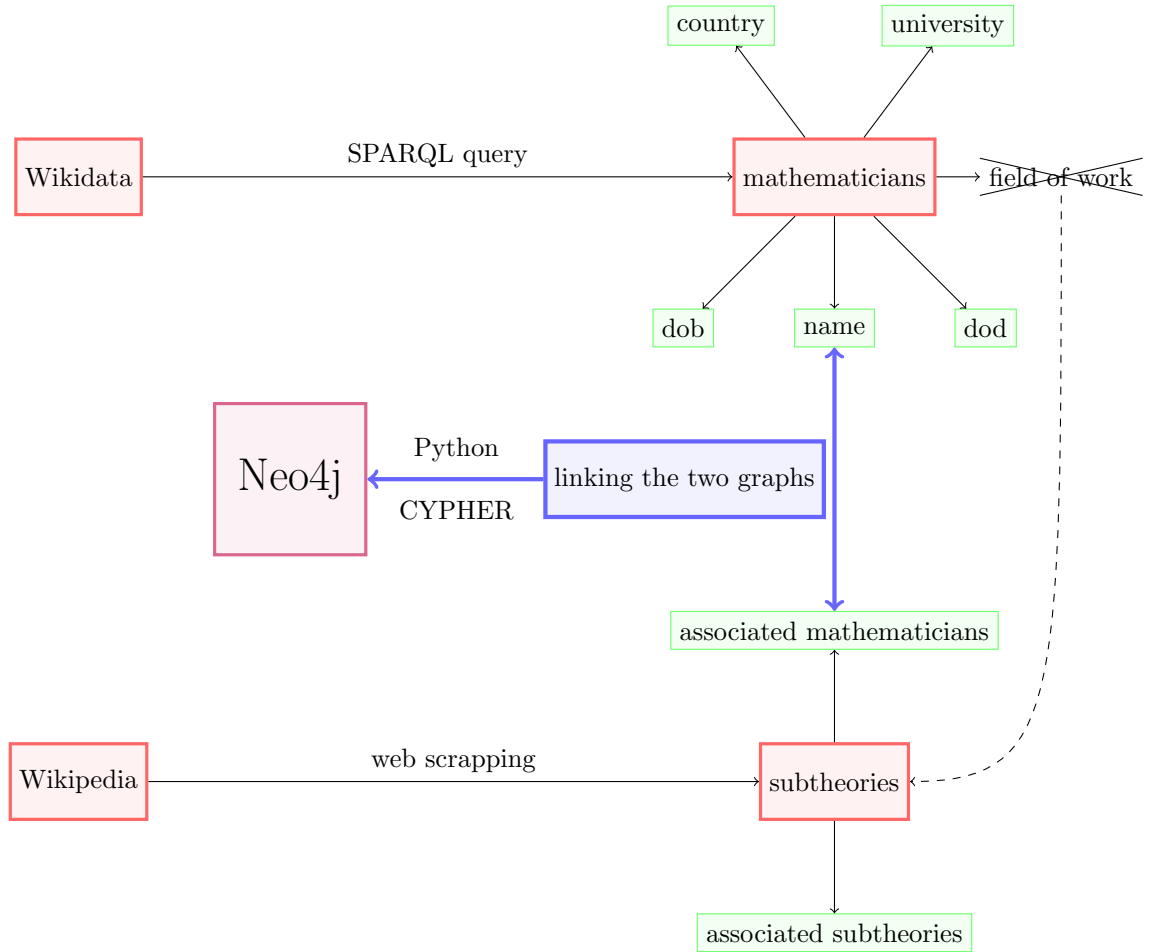 country
university
SPARQL query
Wikidata
mathematicians
field of work
dob
name
dod
Python
Neo4j
linking the two graphs
CYPHER
associated mathematicians
web scrapping
Wikipedia
subtheories
associated subtheories